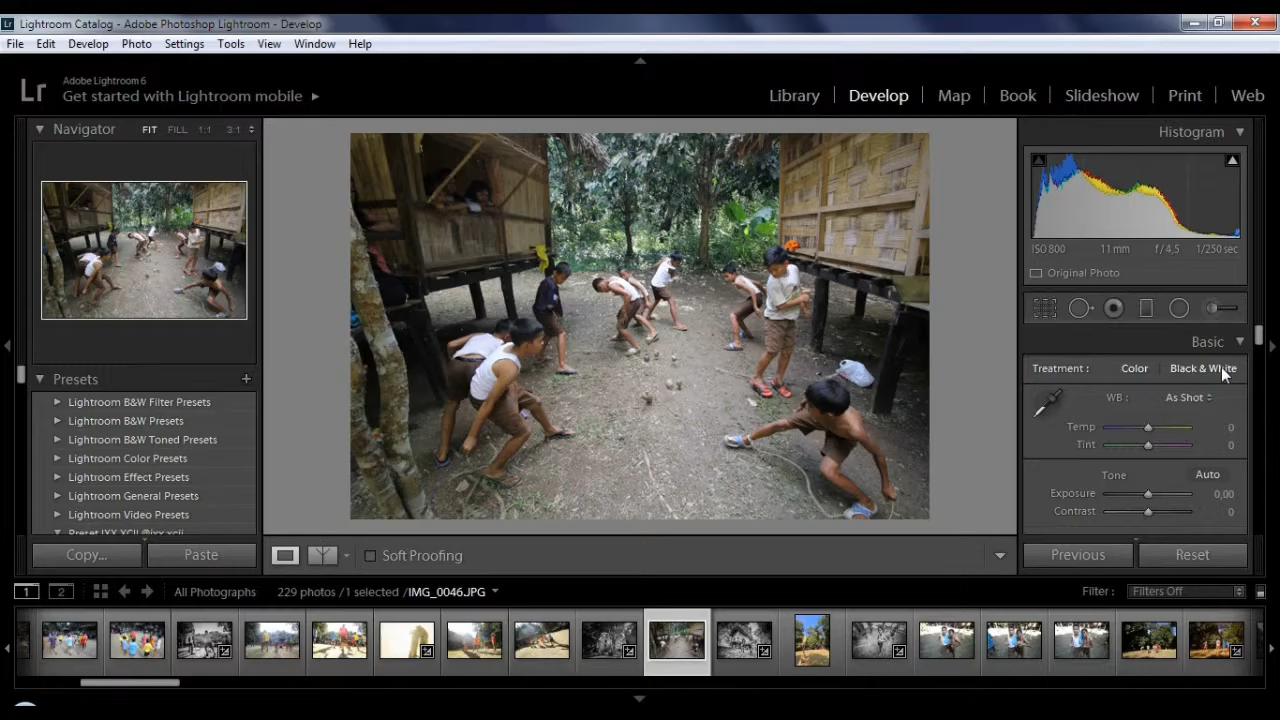 Lightroom Catalog - Adobe Photoshop Lightroom - Develop
File Edit Develop Photo Settings Tools View Window Help
Lr Adobe Lightroom 6
Get started with Lightroom mobile
Library Develop Map Book Slideshow Print Web
Navigator FIT FILL 1:1 3:1
Histogram
ISO 800 11 mm f / 4,5 1/250 sec
Original Photo
Basic
Treatment : Color Black & White
WB : As Shot
Temp 0
Tint 0
Tone Auto
Exposure 0,00
Contrast 0
Presets +
Lightroom B&W Filter Presets
Lightroom B&W Presets
Lightroom B&W Toned Presets
Lightroom Color Presets
Lightroom Effect Presets
Lightroom General Presets
Lightroom Video Presets
Copy... Paste
Soft Proofing
Previous Reset
1 2 All Photographs 229 photos / 1 selected / IMG_0046.JPG Filter : Filters Off